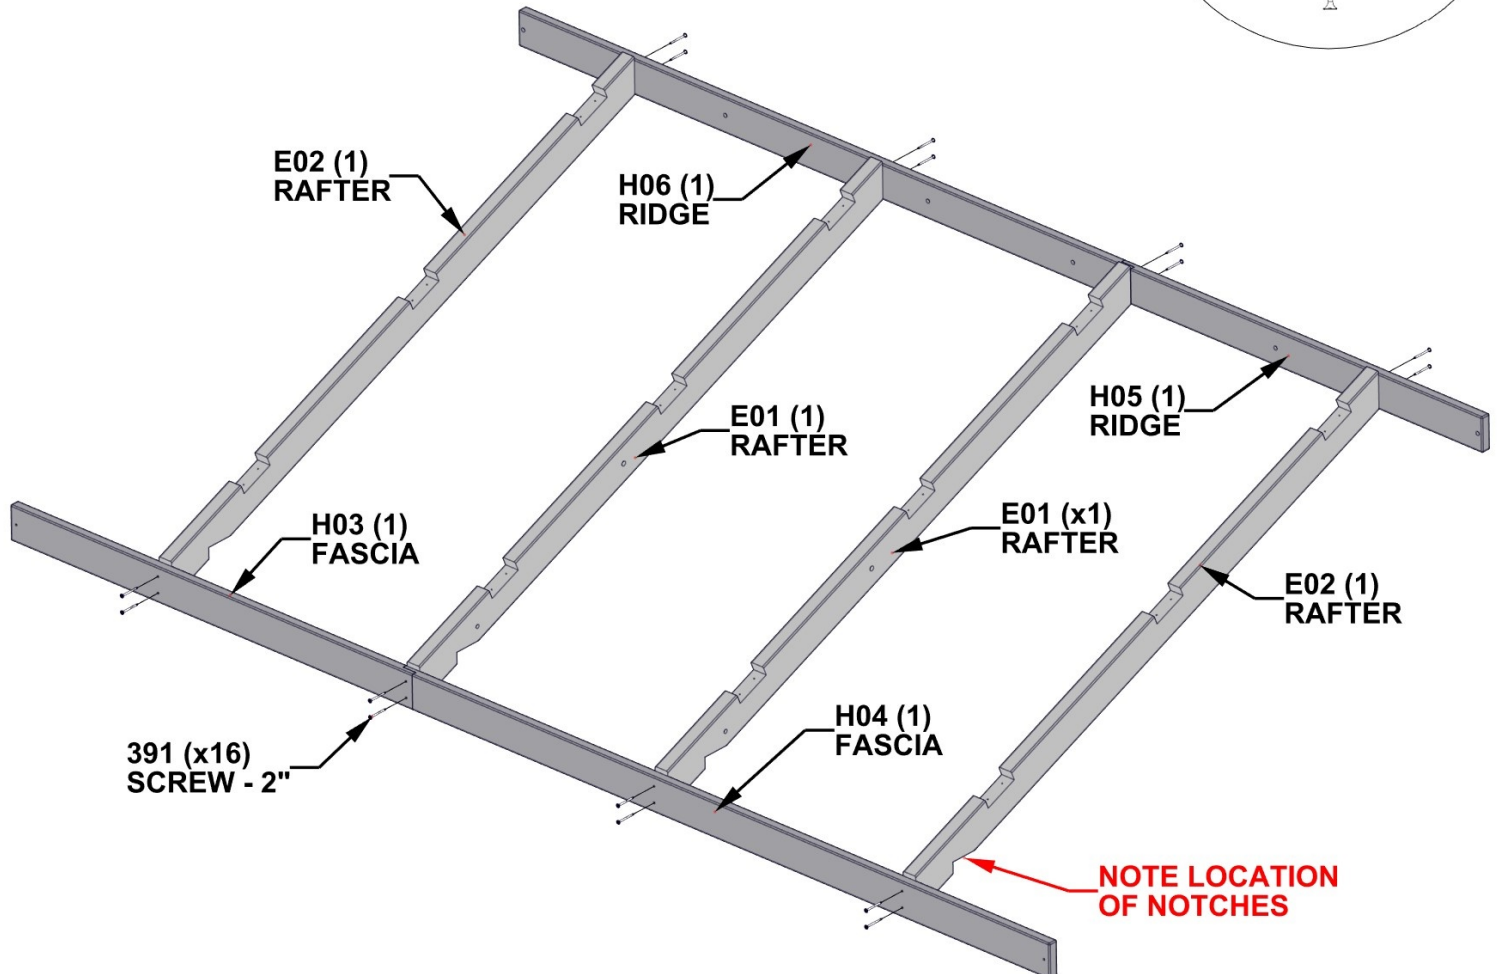 E02 (1)
RAFTER
H06 (1)
RIDGE
H05 (1)
RIDGE
E01 (1)
RAFTER
E01 (x1)
RAFTER
E02 (1)
RAFTER
H03 (1)
FASCIA
H04 (1)
FASCIA
391 (x16)
SCREW - 2"
NOTE LOCATION
OF NOTCHES